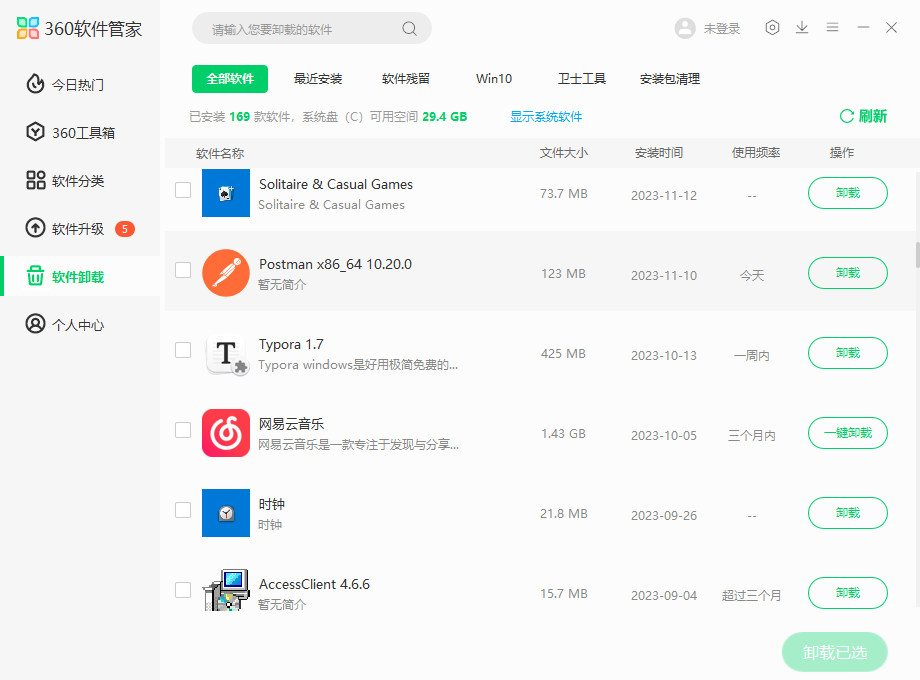 360软件管家
请输入您要卸载的软件
未登录
今日热门
360工具箱
软件分类
软件升级 5
软件卸载
个人中心
全部软件 最近安装 软件残留 Win10 卫士工具 安装包清理
已安装 169 款软件，系统盘（C）可用空间 29.4 GB 显示系统软件 刷新
软件名称 文件大小 安装时间 使用频率 操作
Solitaire & Casual Games
Solitaire & Casual Games
73.7 MB 2023-11-12 -- 卸载
Postman x86_64 10.20.0
暂无简介
123 MB 2023-11-10 今天 卸载
Typora 1.7
Typora windows是好用极简免费的...
425 MB 2023-10-13 一周内 卸载
网易云音乐
网易云音乐是一款专注于发现与分享...
1.43 GB 2023-10-05 三个月内 一键卸载
时钟
时钟
21.8 MB 2023-09-26 -- 卸载
AccessClient 4.6.6
暂无简介
15.7 MB 2023-09-04 超过三个月 卸载
卸载已选